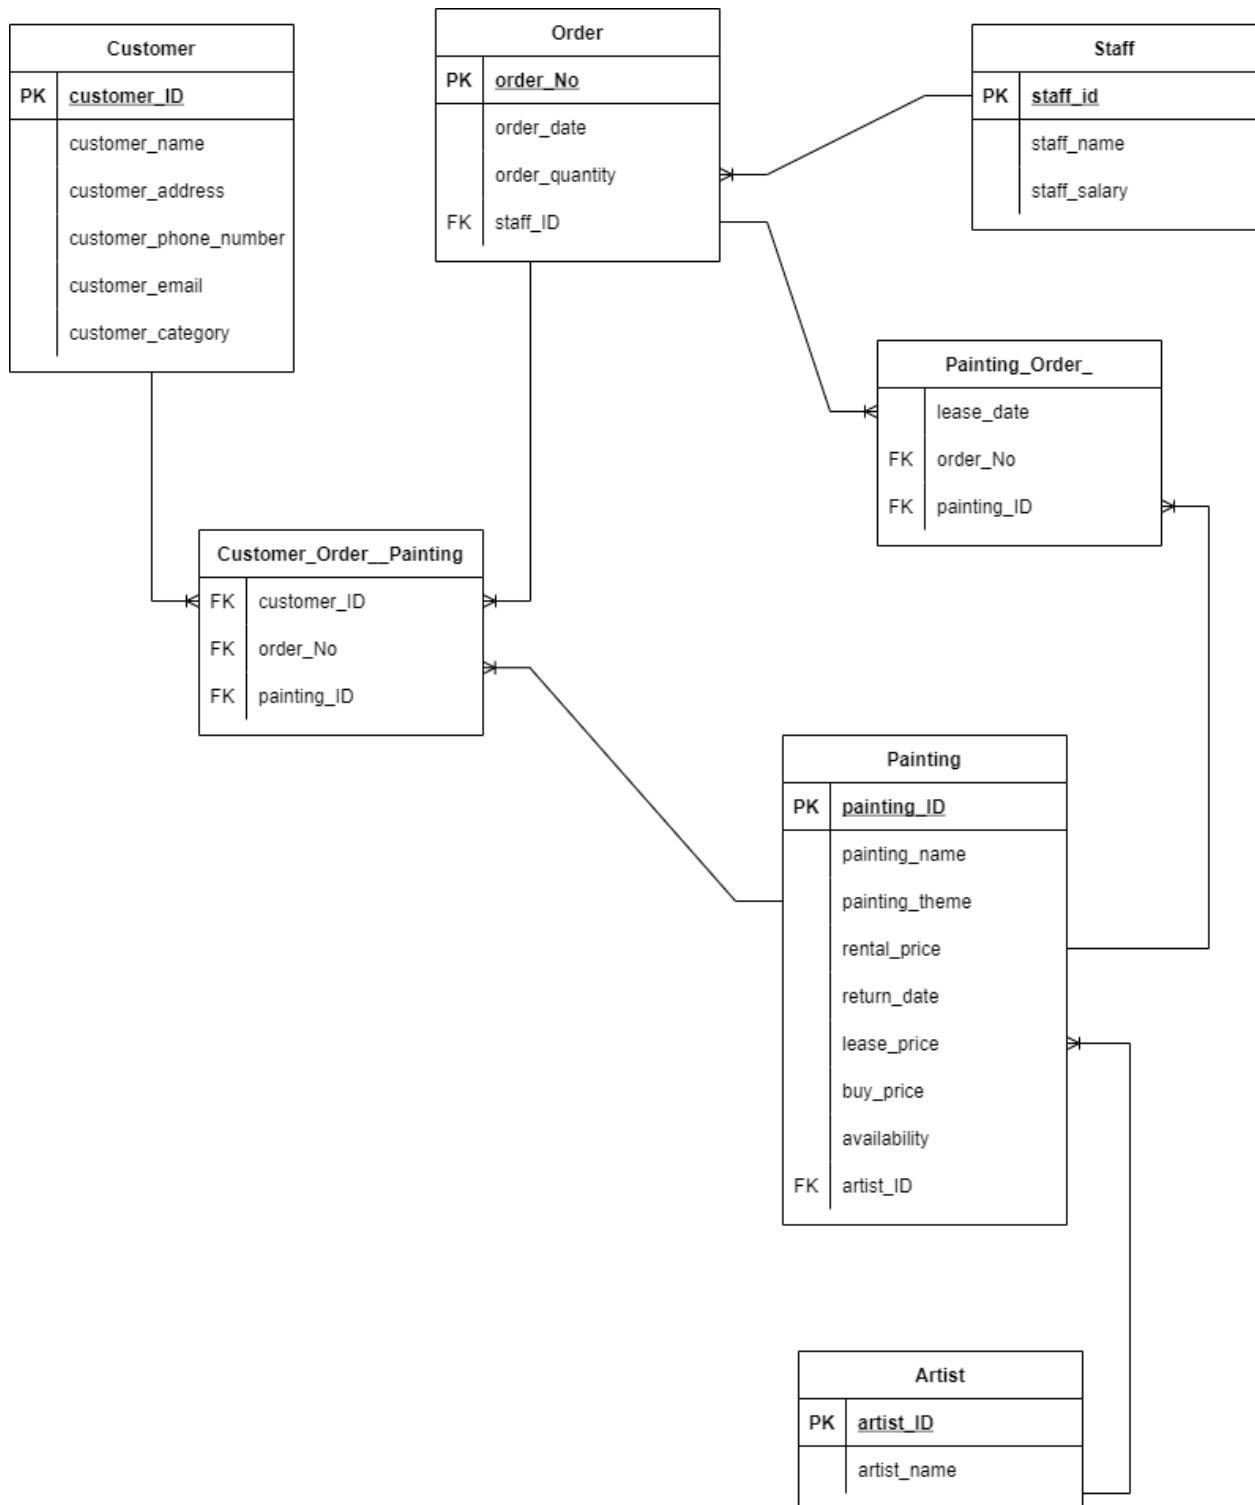 Customer
PK customer_ID
customer_name
customer_address
customer_phone_number
customer_email
customer_category
Order
PK order_No
order_date
order_quantity
FK staff_ID
Staff
PK staff_id
staff_name
staff_salary
Painting_Order_
lease_date
FK order_No
FK painting_ID
Customer_Order__Painting
FK customer_ID
FK order_No
FK painting_ID
Painting
PK painting_ID
painting_name
painting_theme
rental_price
return_date
lease_price
buy_price
availability
FK artist_ID
Artist
PK artist_ID
artist_name